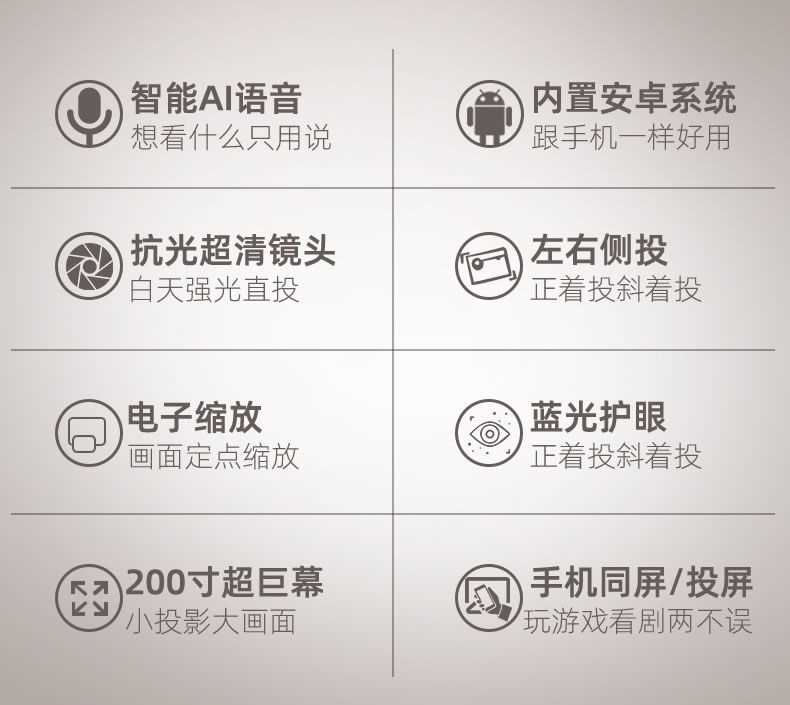 智能AI语音
想看什么只用说
内置安卓系统
跟手机一样好用
抗光超清镜头
白天强光直投
左右侧投
正着投斜着投
电子缩放
画面定点缩放
蓝光护眼
正着投斜着投
200寸超巨幕
小投影大画面
手机同屏/投屏
玩游戏看剧两不误